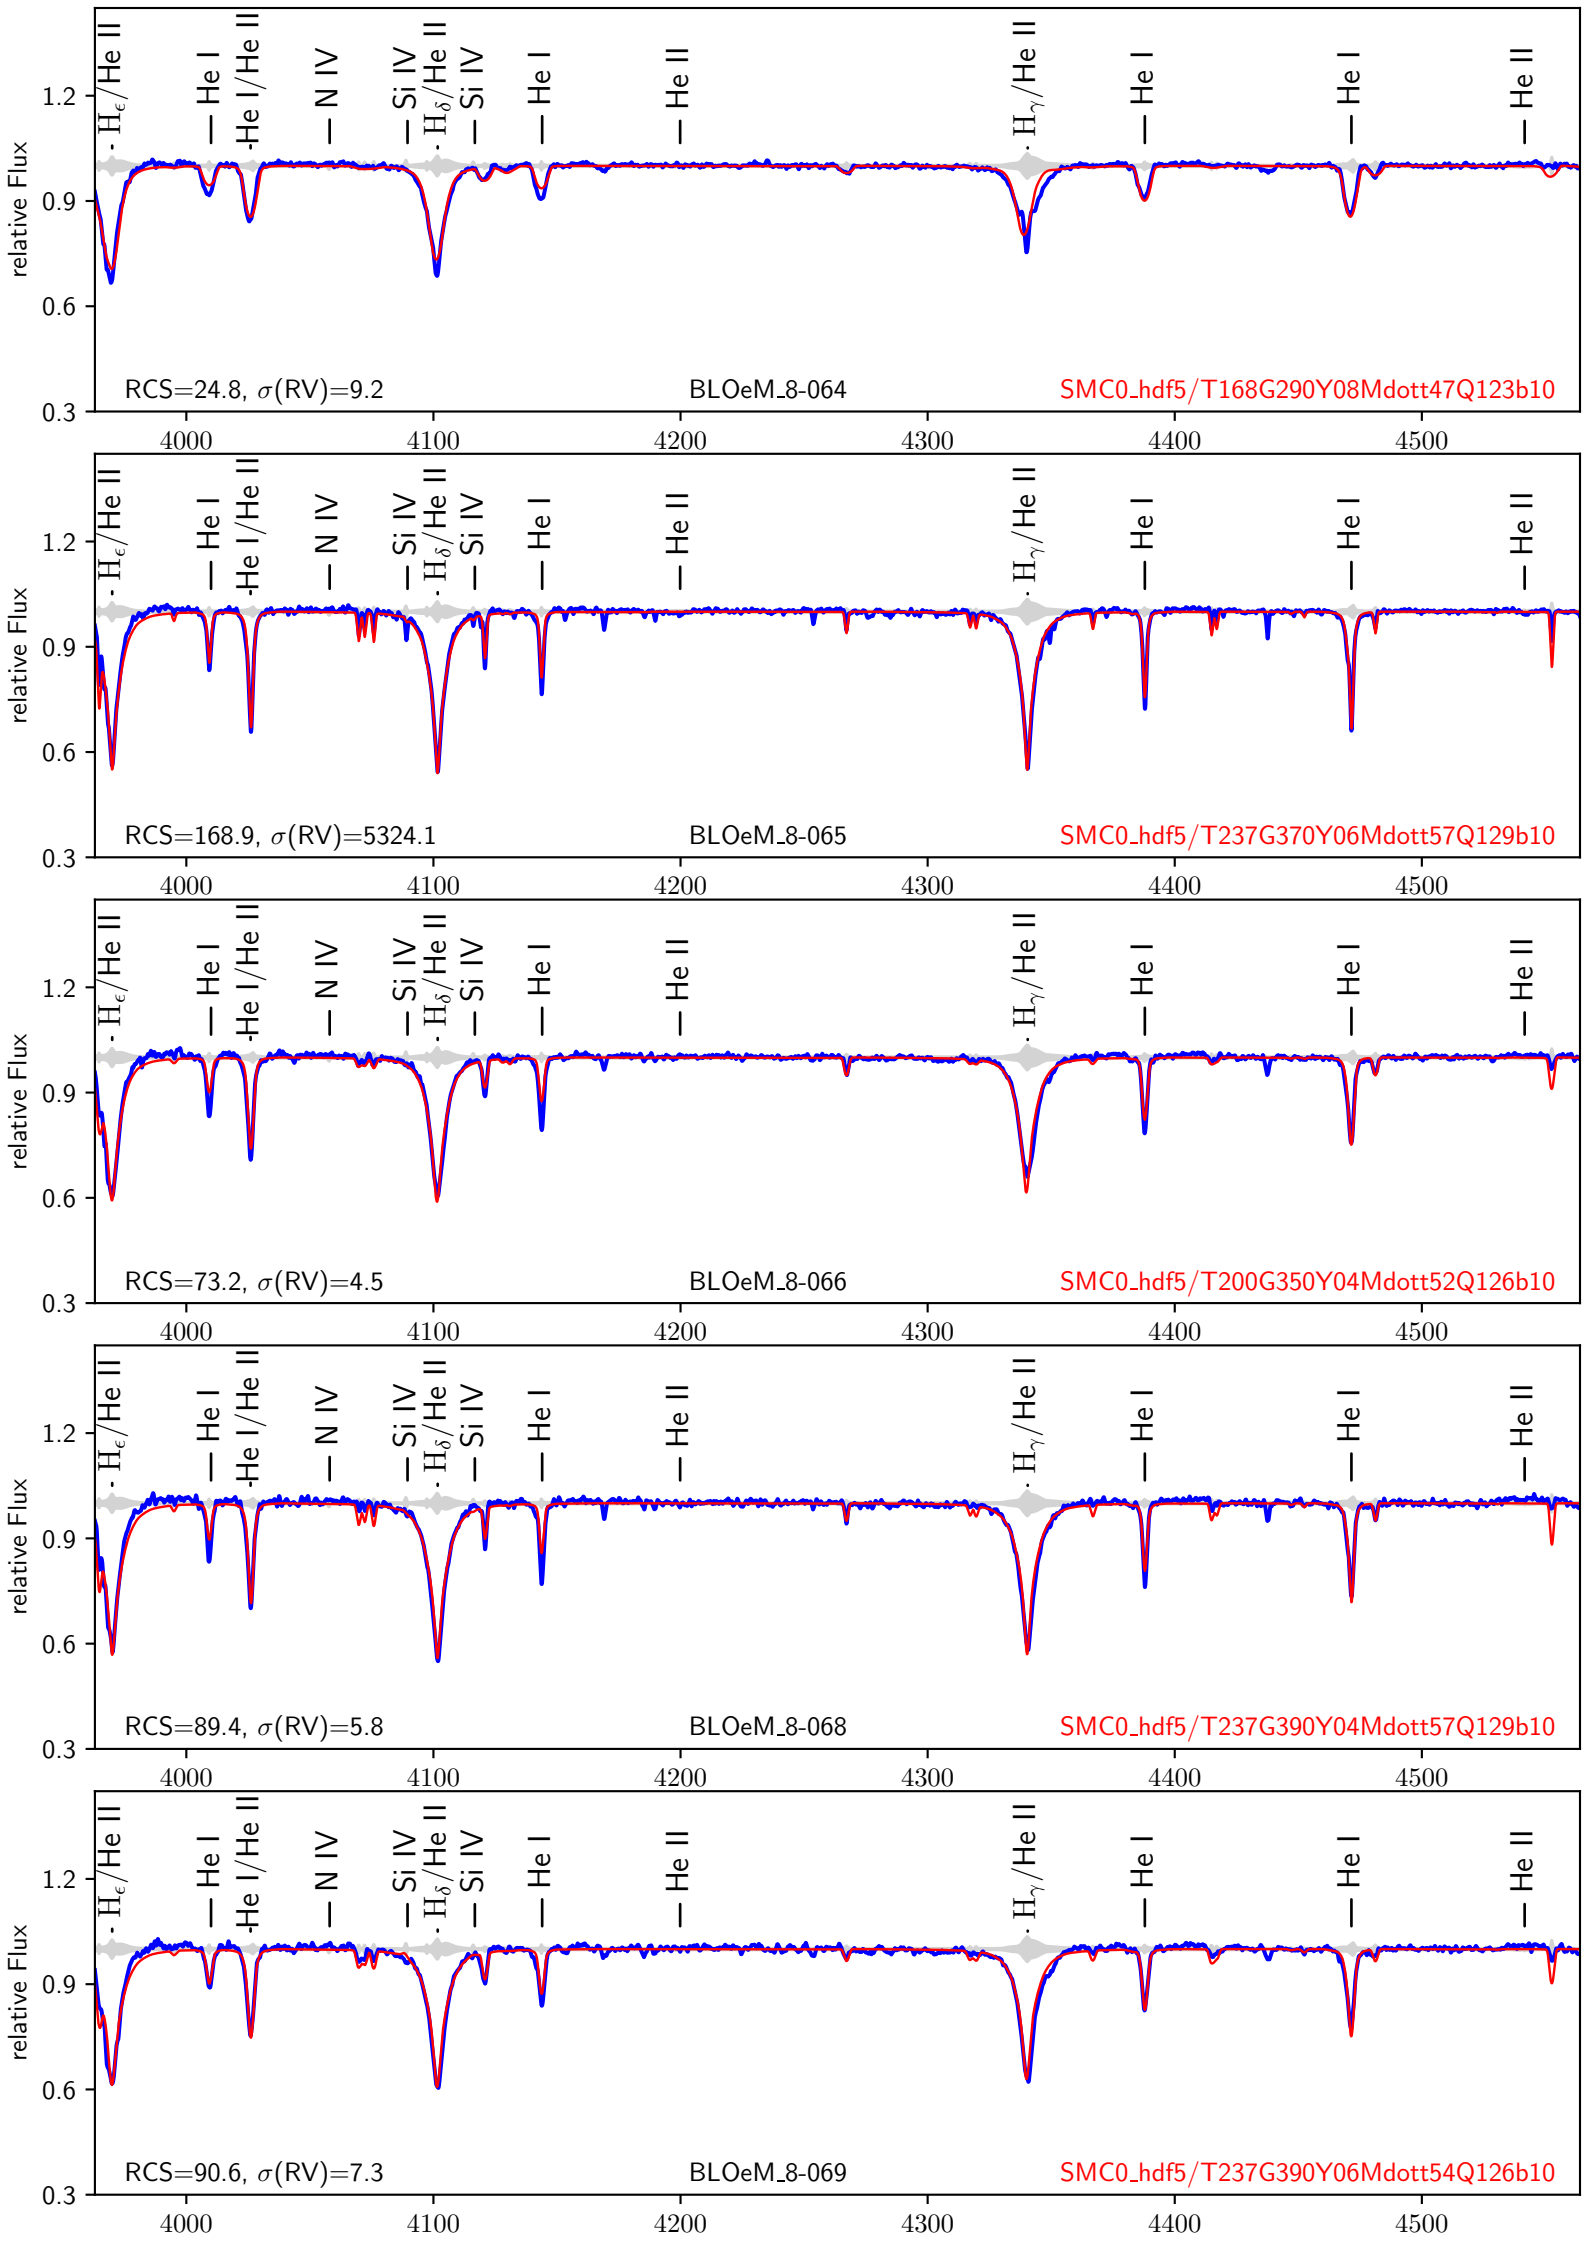 relative Flux
1.2
0.9
0.6
0.3
Hϵ/He II
He I
He I/He II
N IV
Si IV
Hδ/He II
Si IV
He I
He II
Hγ/He II
He I
He I
He II
RCS=24.8, σ(RV)=9.2
BLOeM_8-064
SMC0_hdf5/T168G290Y08Mdott47Q123b10
4000 4100 4200 4300 4400 4500
relative Flux
1.2
0.9
0.6
0.3
Hϵ/He II
He I
He I/He II
N IV
Si IV
Hδ/He II
Si IV
He I
He II
Hγ/He II
He I
He I
He II
RCS=168.9, σ(RV)=5324.1
BLOeM_8-065
SMC0_hdf5/T237G370Y06Mdott57Q129b10
4000 4100 4200 4300 4400 4500
relative Flux
1.2
0.9
0.6
0.3
Hϵ/He II
He I
He I/He II
N IV
Si IV
Hδ/He II
Si IV
He I
He II
Hγ/He II
He I
He I
He II
RCS=73.2, σ(RV)=4.5
BLOeM_8-066
SMC0_hdf5/T200G350Y04Mdott52Q126b10
4000 4100 4200 4300 4400 4500
relative Flux
1.2
0.9
0.6
0.3
Hϵ/He II
He I
He I/He II
N IV
Si IV
Hδ/He II
Si IV
He I
He II
Hγ/He II
He I
He I
He II
RCS=89.4, σ(RV)=5.8
BLOeM_8-068
SMC0_hdf5/T237G390Y04Mdott57Q129b10
4000 4100 4200 4300 4400 4500
relative Flux
1.2
0.9
0.6
0.3
Hϵ/He II
He I
He I/He II
N IV
Si IV
Hδ/He II
Si IV
He I
He II
Hγ/He II
He I
He I
He II
RCS=90.6, σ(RV)=7.3
BLOeM_8-069
SMC0_hdf5/T237G390Y06Mdott54Q126b10
4000 4100 4200 4300 4400 4500